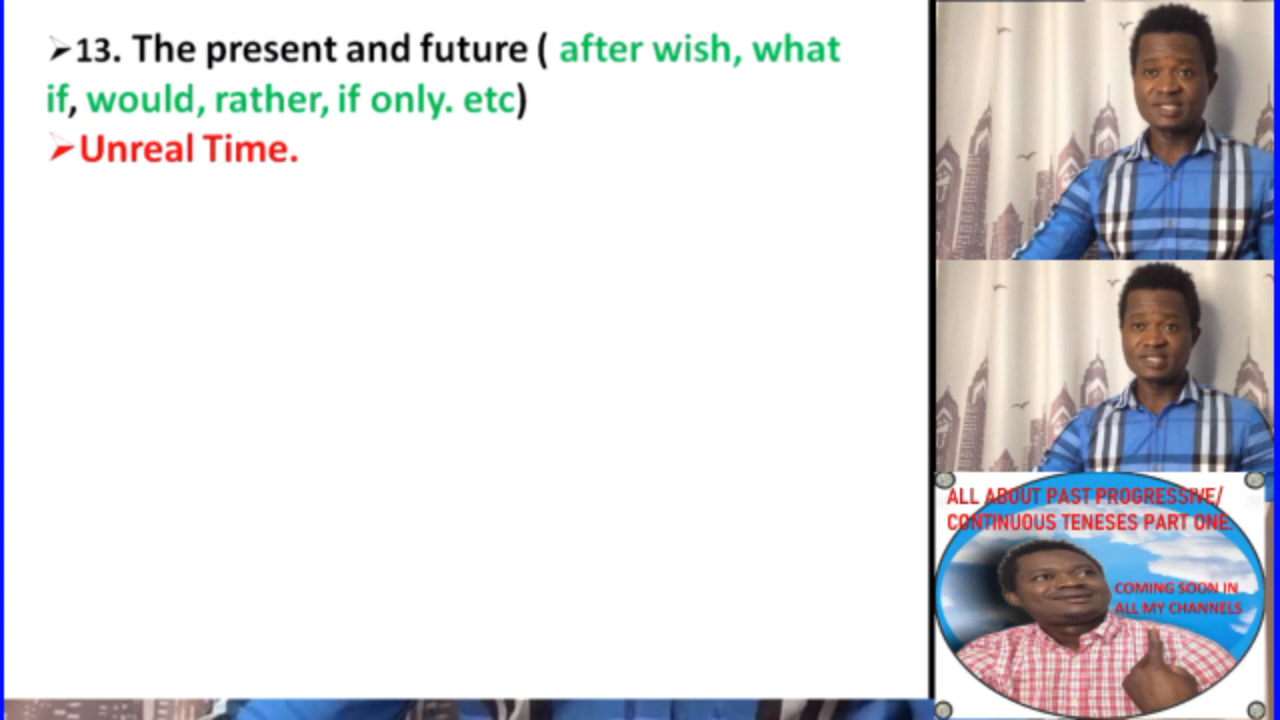 ➢13. The present and future ( after wish, what
if, would, rather, if only. etc)
➢Unreal Time.
ALL ABOUT PAST PROGRESSIVE/
CONTINUOUS TENESES PART ONE.
COMING SOON IN
ALL MY CHANNELS